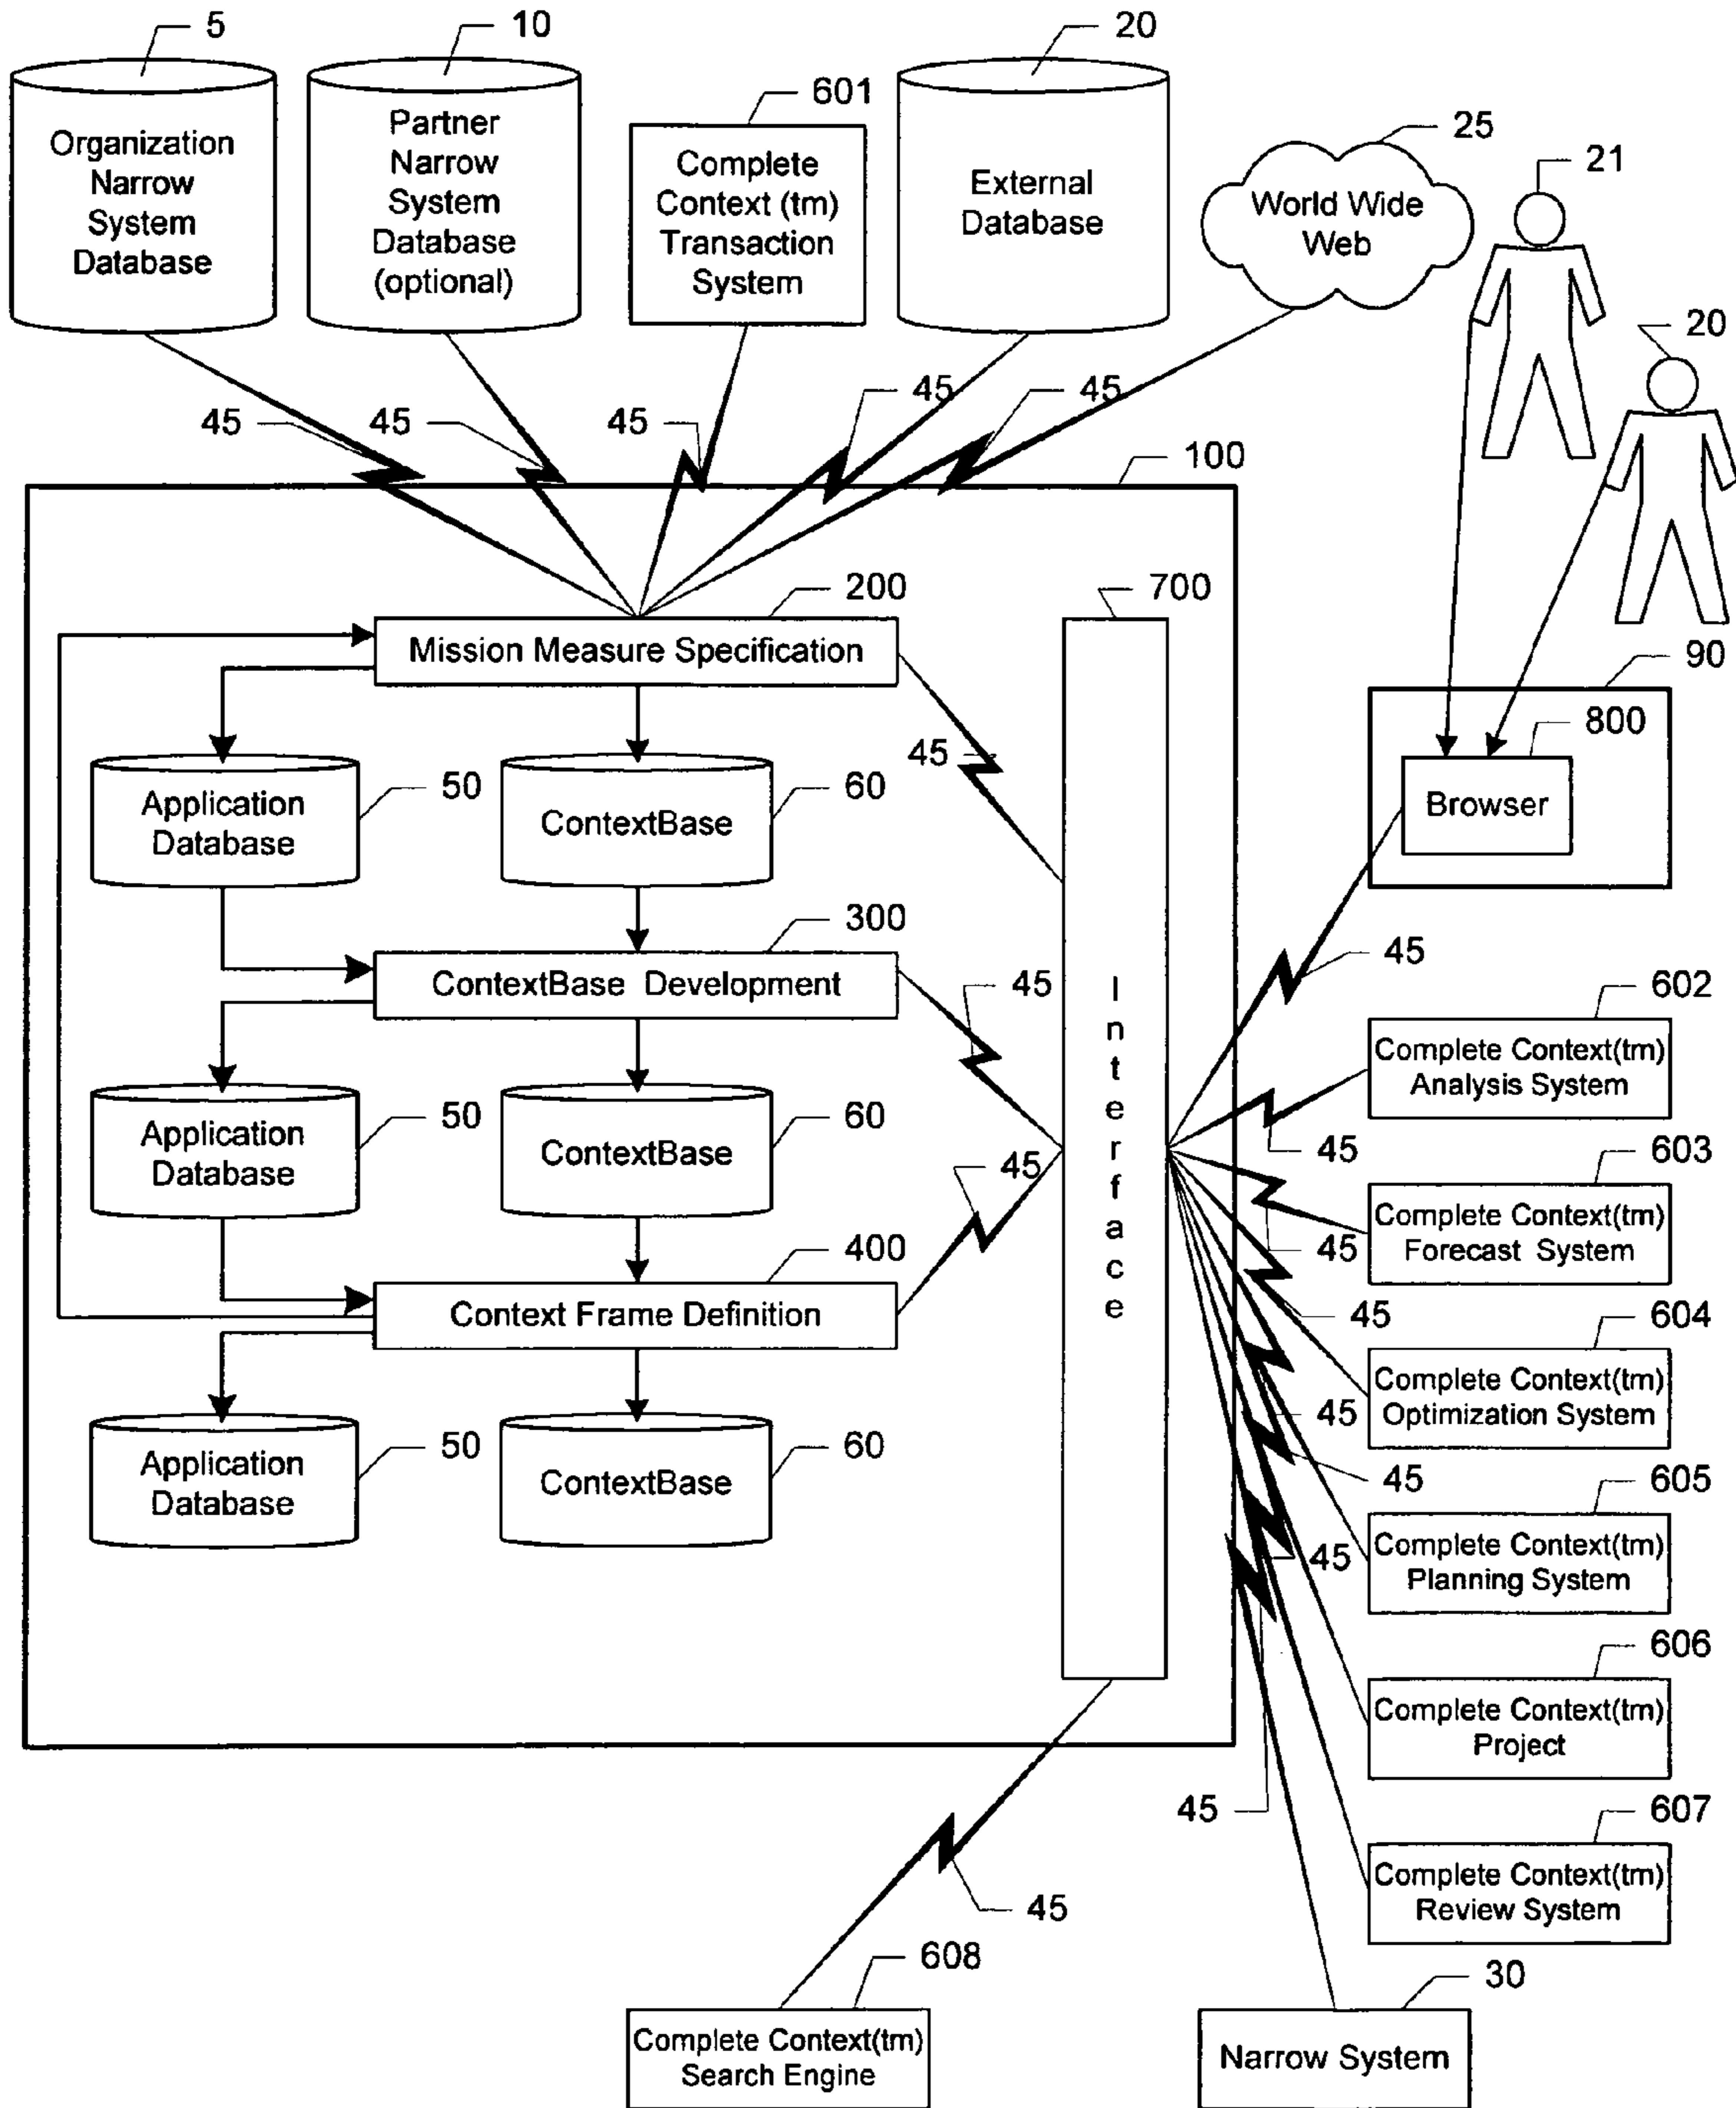 5
10
20
Organization
Narrow
System
Database
Partner
Narrow
System
Database
(optional)
601
Complete
Context (tm)
Transaction
System
External
Database
25
World Wide
Web
21
20
45
45
45
45
45
100
200
Mission Measure Specification
700
90
800
Browser
45
Application
Database
50
ContextBase
60
300
ContextBase Development
45
45
Interface
602
Complete Context(tm)
Analysis System
45
Application
Database
50
ContextBase
60
45
603
Complete Context(tm)
Forecast System
45
400
Context Frame Definition
45
604
Complete Context(tm)
Optimization System
45
45
Application
Database
50
ContextBase
60
605
Complete Context(tm)
Planning System
45
606
Complete Context(tm)
Project
45
607
Complete Context(tm)
Review System
45
608
Complete Context(tm)
Search Engine
30
Narrow System